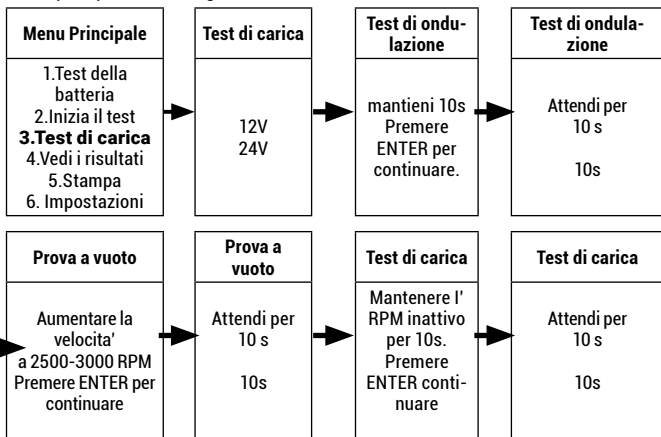 Menu Principale
1.Test della
batteria
2.Inizia il test
3.Test di carica
4.Vedi i risultati
5.Stampa
6. Impostazioni
Test di carica
12V
24V
Test di ondu-
lazione
mantieni 10s
Premere
ENTER per
continuare.
Test di ondula-
zione
Attendi per
10 s
10s
Prova a vuoto
Aumentare la
velocita'
a 2500-3000 RPM
Premere ENTER per
continuare
Prova a
vuoto
Attendi per
10 s
10s
Test di carica
Mantenere l'
RPM inattivo
per 10s.
Premere
ENTER conti-
nuare
Test di carica
Attendi per
10 s
10s